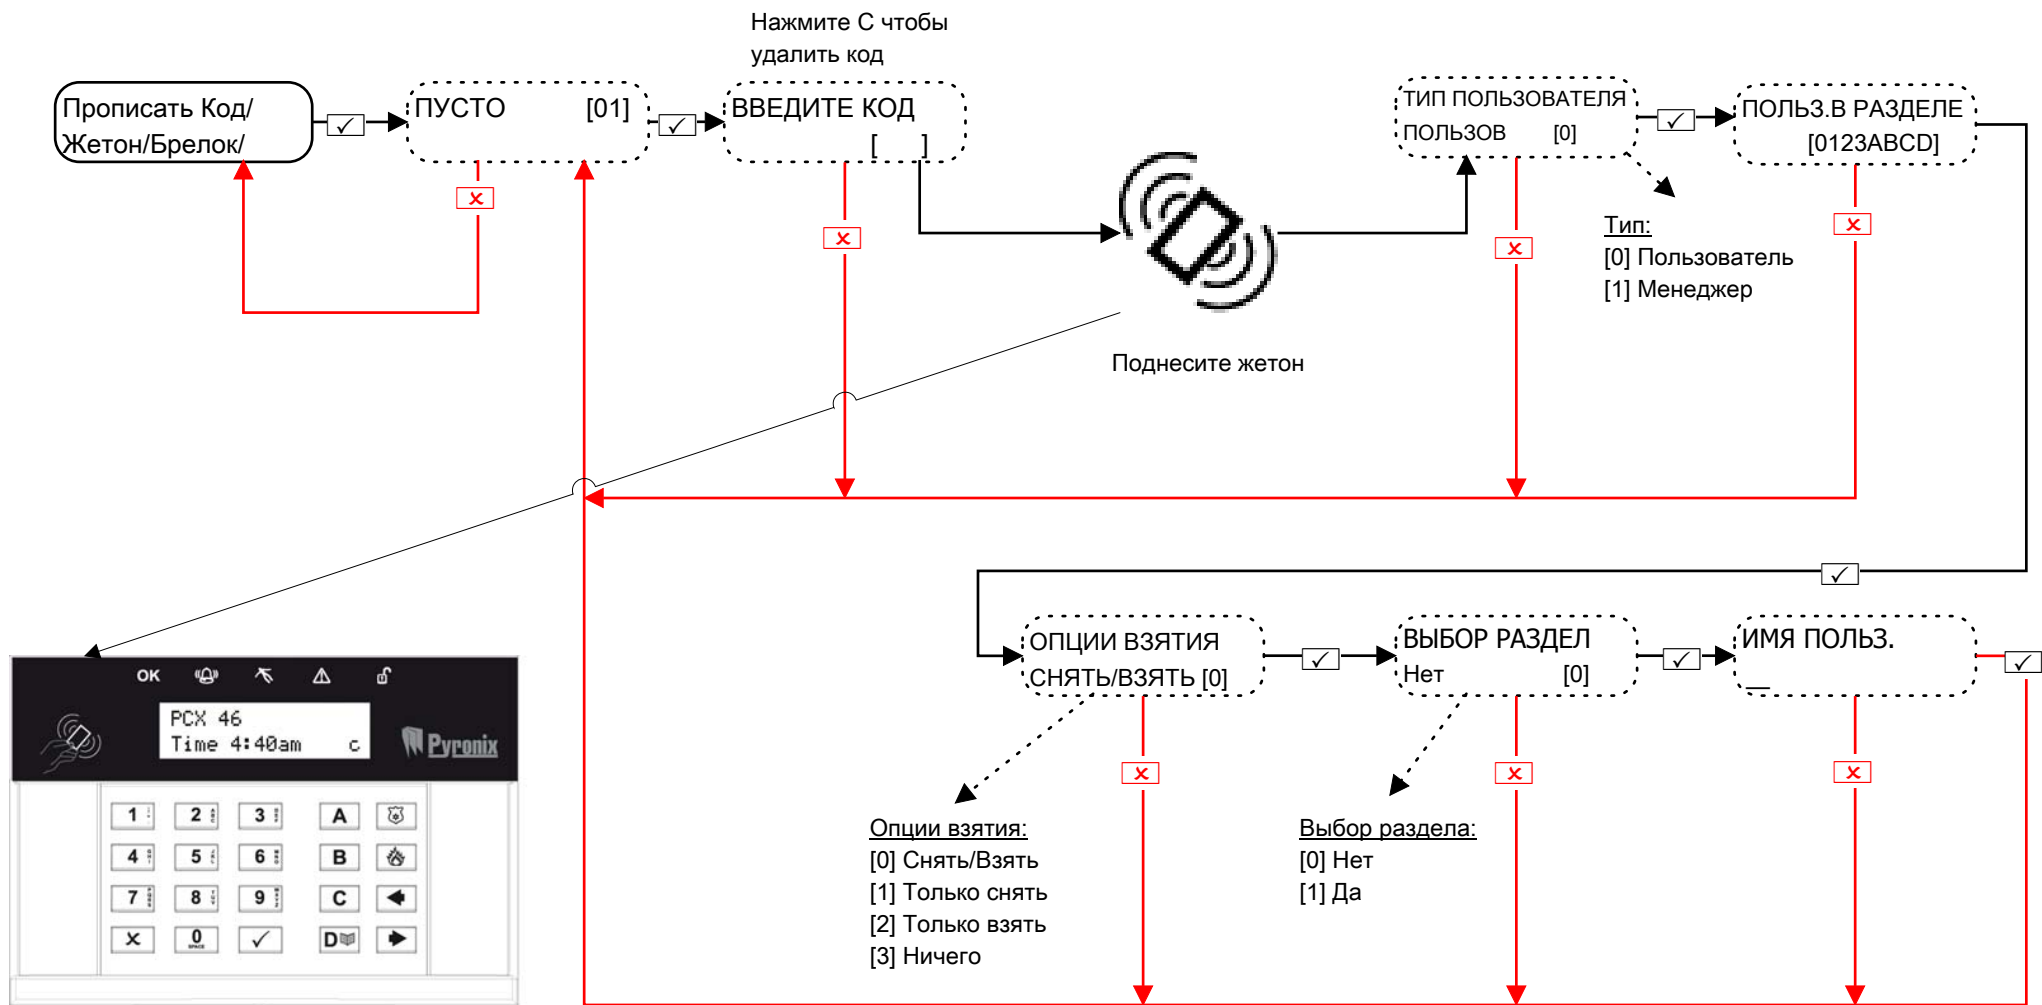 Нажмите C чтобы
удалить код
Прописать Код/
Жетон/Брелок/
ПУСТО [01]
ВВЕДИТЕ КОД
[ ]
ТИП ПОЛЬЗОВАТЕЛЯ
ПОЛЬЗОВ [0]
ПОЛЬЗ.В РАЗДЕЛЕ
[0123ABCD]
Тип:
[0] Пользователь
[1] Менеджер
Поднесите жетон
ОПЦИИ ВЗЯТИЯ
СНЯТЬ/ВЗЯТЬ [0]
ВЫБОР РАЗДЕЛ
Нет [0]
ИМЯ ПОЛЬЗ.
__
Опции взятия:
[0] Снять/Взять
[1] Только снять
[2] Только взять
[3] Ничего
Выбор раздела:
[0] Нет
[1] Да
OK
PCX 46
Time 4:40am c
Pyronix
1 2 3 A
4 5 6 B
7 8 9 C
0 D
SPACE